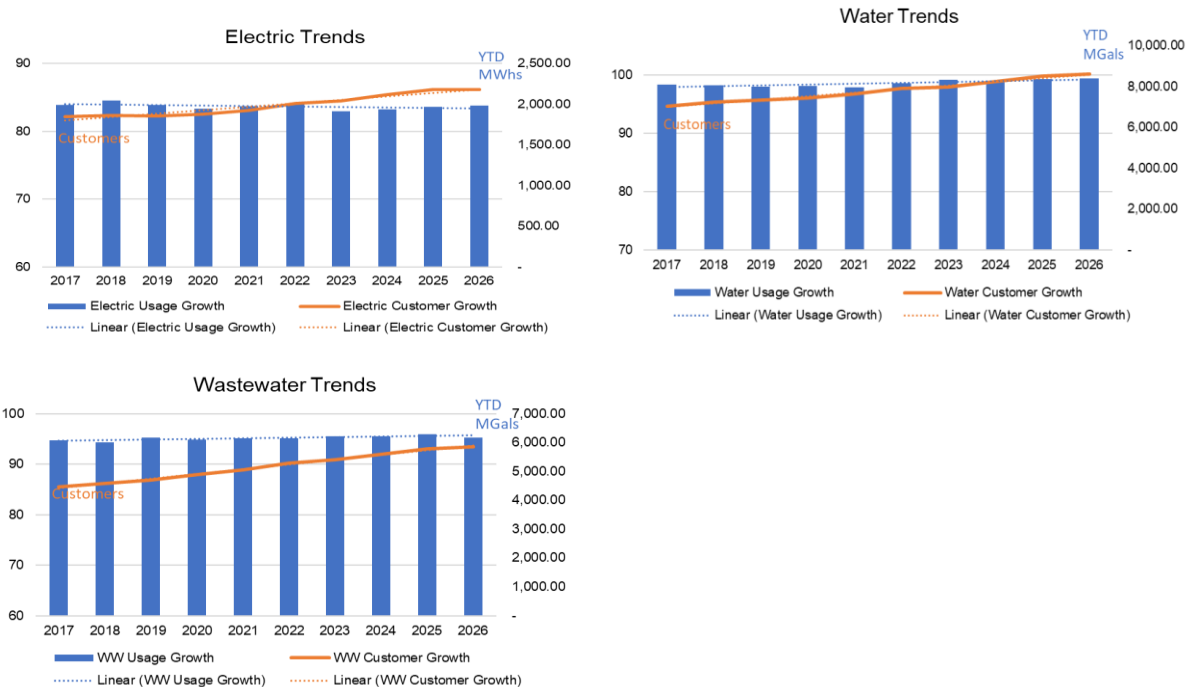 Electric Trends
YTD
MWhs
90
80
70
60
2,500.00
2,000.00
1,500.00
1,000.00
500.00
-
Customers
2017 2018 2019 2020 2021 2022 2023 2024 2025 2026
Electric Usage Growth Electric Customer Growth
Linear (Electric Usage Growth) Linear (Electric Customer Growth)
Water Trends
YTD
MGals
100
90
80
70
10,000.00
8,000.00
6,000.00
4,000.00
2,000.00
-
Customers
2017 2018 2019 2020 2021 2022 2023 2024 2025 2026
Water Usage Growth Water Customer Growth
Linear (Water Usage Growth) Linear (Water Customer Growth)
Wastewater Trends
YTD
MGals
100
90
80
70
60
7,000.00
6,000.00
5,000.00
4,000.00
3,000.00
2,000.00
1,000.00
-
Customers
2017 2018 2019 2020 2021 2022 2023 2024 2025 2026
WW Usage Growth WW Customer Growth
Linear (WW Usage Growth) Linear (WW Customer Growth)